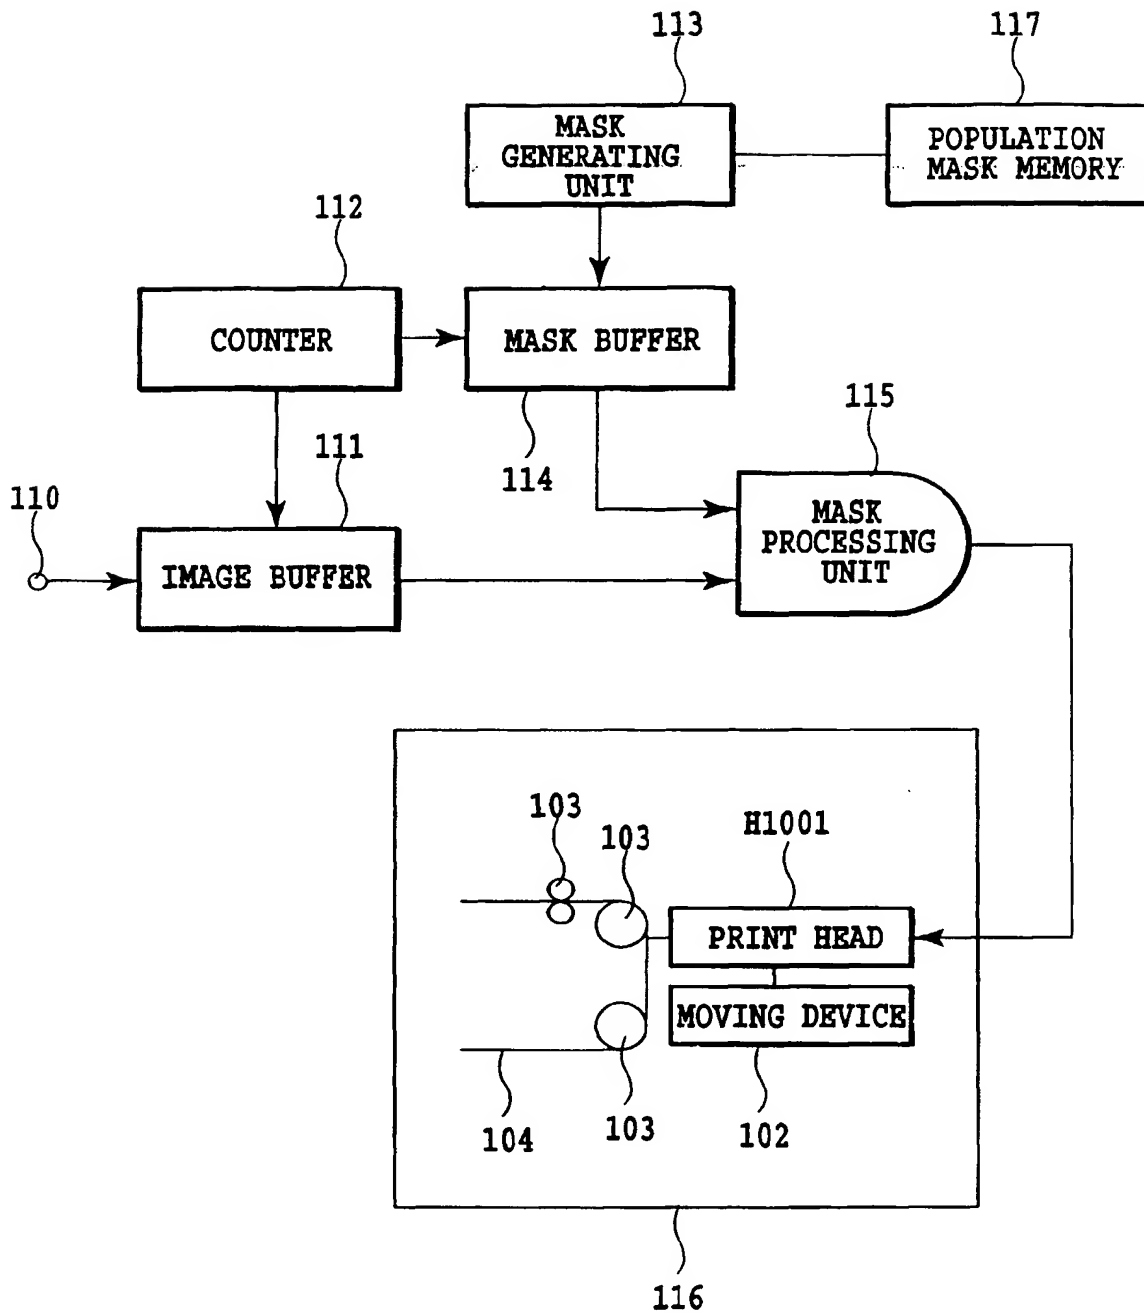 113
117
MASK
GENERATING
UNIT
POPULATION
MASK MEMORY
112
COUNTER
MASK BUFFER
115
111
114
110
MASK
PROCESSING
UNIT
IMAGE BUFFER
103
103
H1001
PRINT HEAD
MOVING DEVICE
104
103
102
116